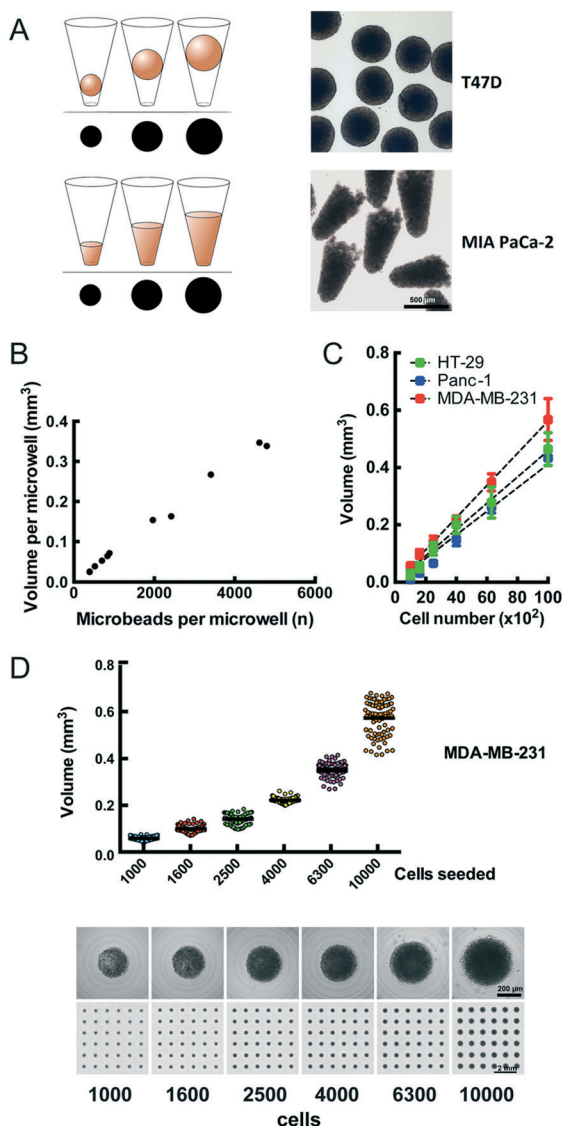 A
T47D
MIA PaCa-2
500 µm
B
Volume per microwell (mm³)
0.4
0.3
0.2
0.1
0.0
0
2000
4000
6000
Microbeads per microwell (n)
C
HT-29
Panc-1
MDA-MB-231
Volume (mm³)
0.8
0.6
0.4
0.2
0.0
0
20
40
60
80
100
Cell number (x10²)
D
Volume (mm³)
0.8
0.6
0.4
0.2
0.0
MDA-MB-231
1000
1600
2500
4000
6300
10000
Cells seeded
200 µm
2 mm
1000 1600 2500 4000 6300 10000
cells